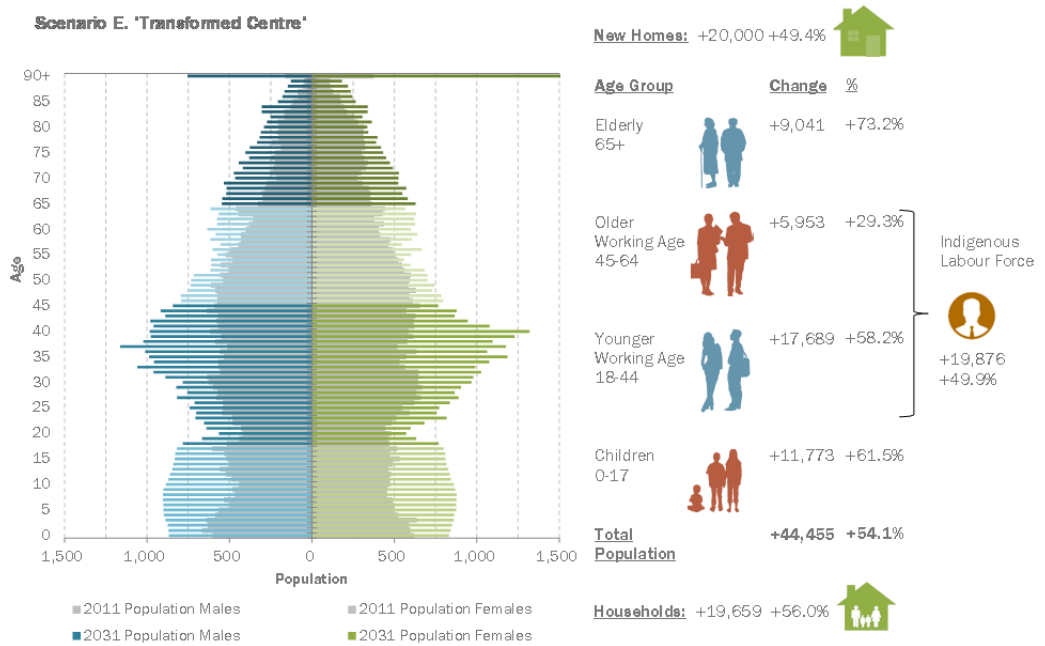 Scenario E. 'Transformed Centre'
90+
85
80
75
70
65
60
55
50
45
40
35
30
25
20
15
10
5
0
Age
1,500 1,000 500 0 500 1,000 1,500
Population
2011 Population Males
2011 Population Females
2031 Population Males
2031 Population Females
New Homes: +20,000 +49.4%
Age Group Change %
Elderly
65+
+9,041 +73.2%
Older
Working Age
45-64
+5,953 +29.3%
Younger
Working Age
18-44
+17,689 +58.2%
Children
0-17
+11,773 +61.5%
Total
Population
+44,455 +54.1%
Indigenous
Labour Force
+19,876
+49.9%
Households: +19,659 +56.0%